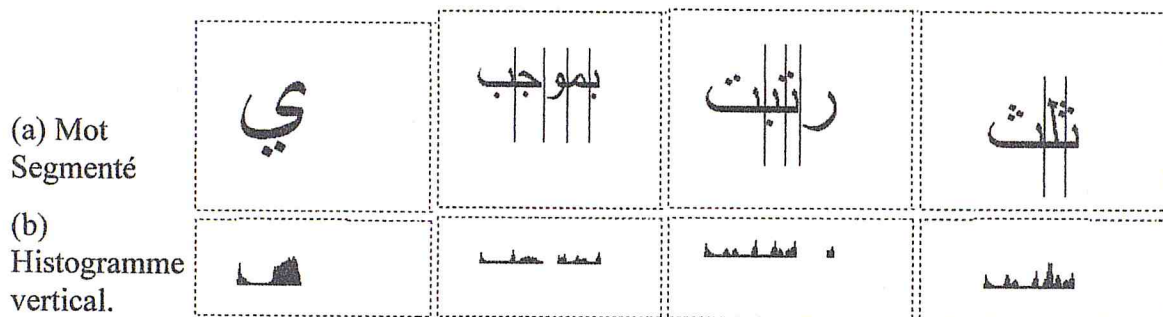 (a) Mot
Segmenté
ي
بموجب
رتبت
ثلث
(b)
Histogramme
vertical.